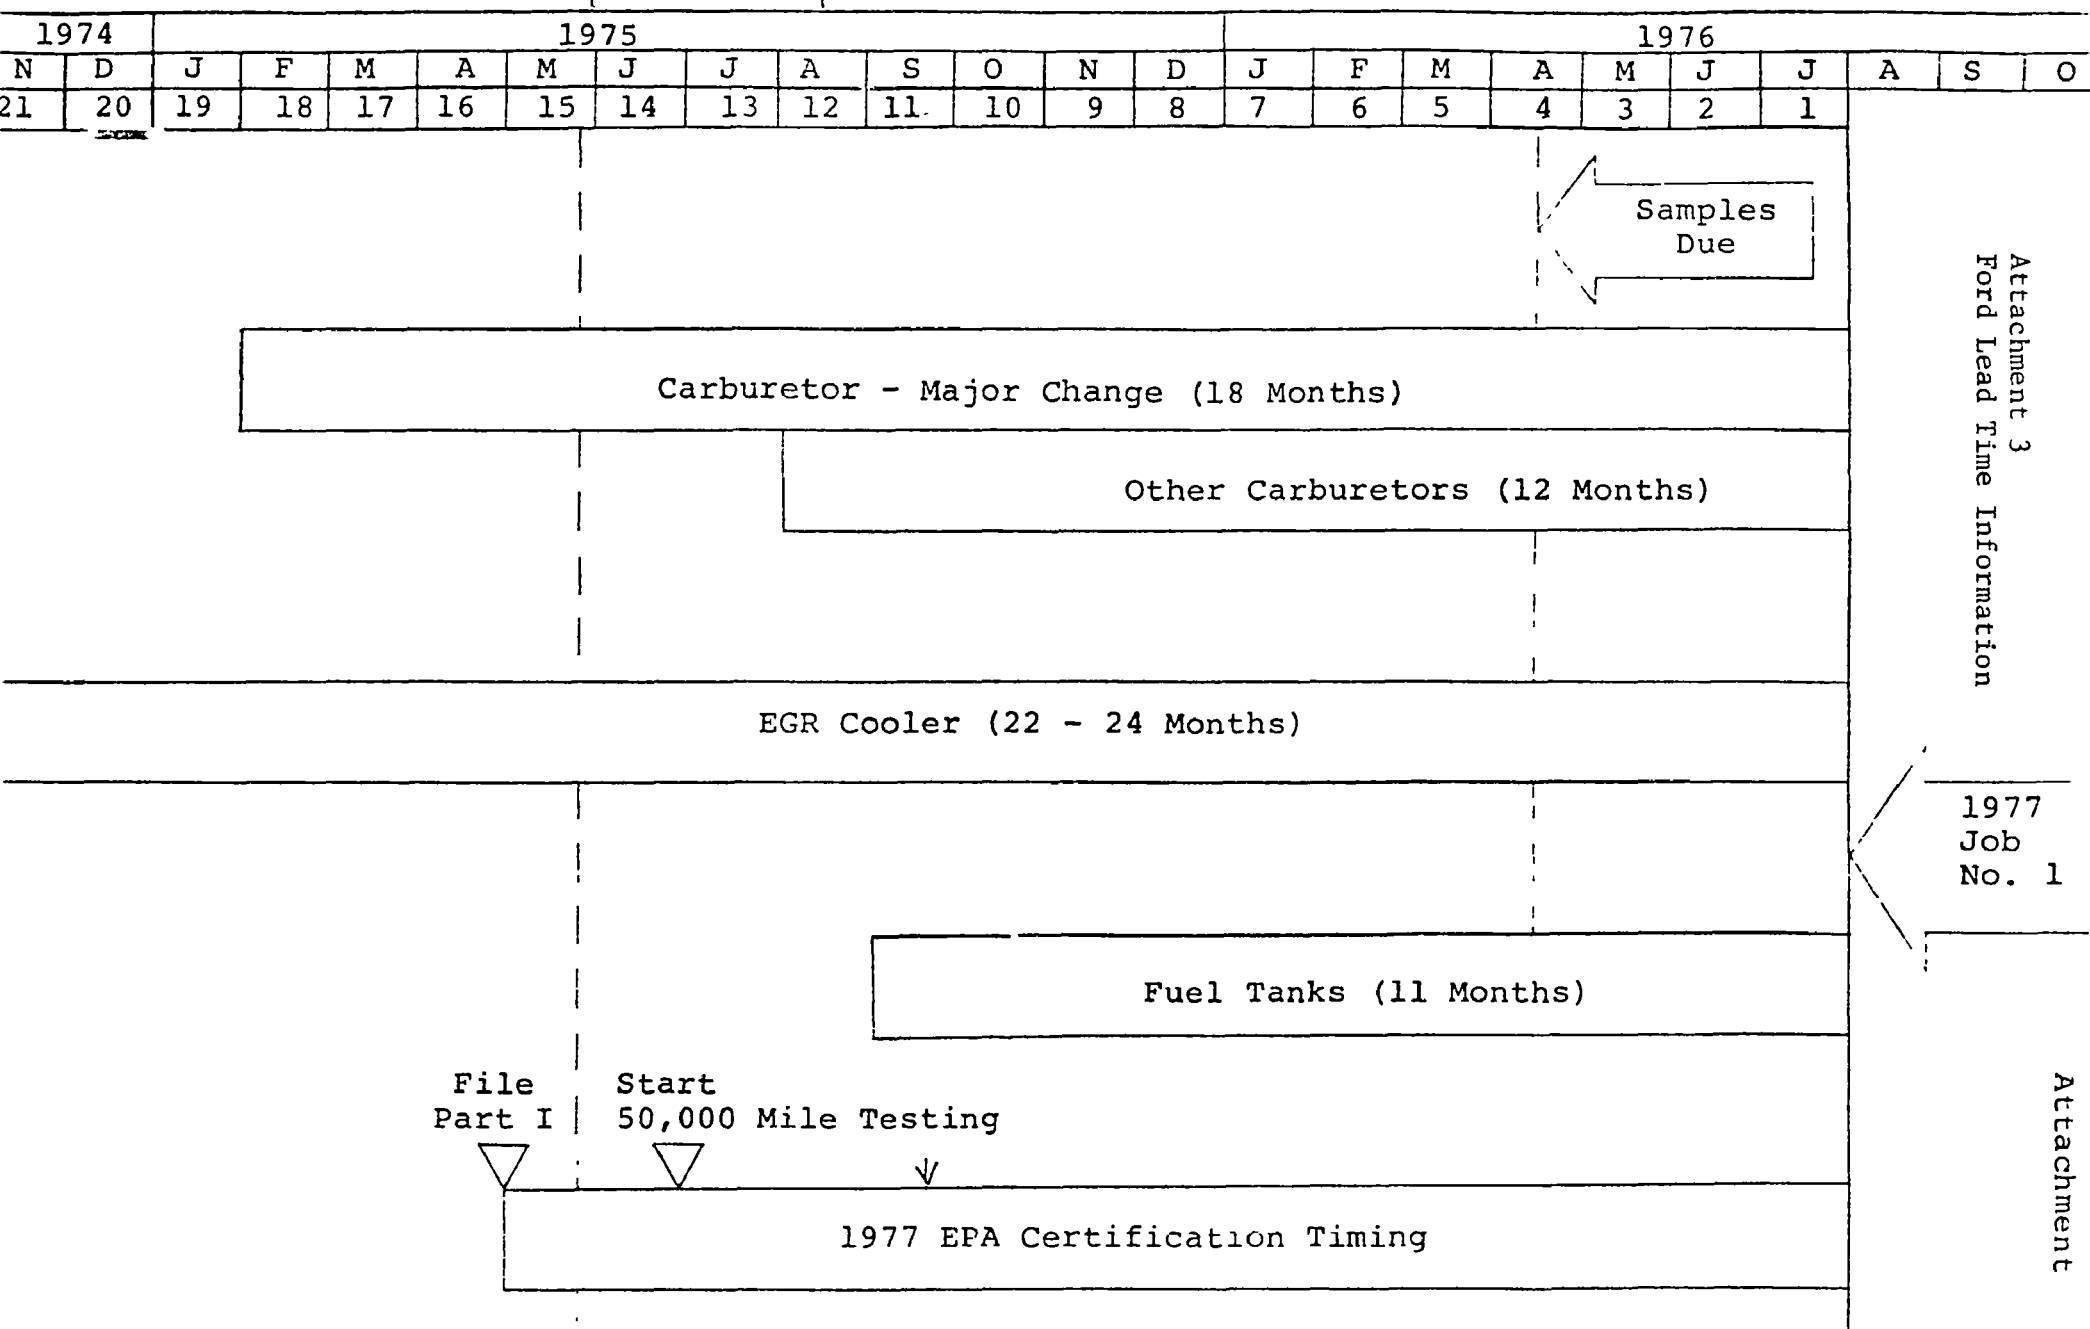 1974 1975 1976
N D J F M A M J J A S O N D J F M A M J J A S O
21 20 19 18 17 16 15 14 13 12 11 10 9 8 7 6 5 4 3 2 1
Samples
Due
Attachment 3
Ford Lead Time Information
Carburetor - Major Change (18 Months)
Other Carburetors (12 Months)
EGR Cooler (22 - 24 Months)
1977
Job
No. 1
Fuel Tanks (11 Months)
File
Part I
Start
50,000 Mile Testing
1977 EPA Certification Timing
Attachment